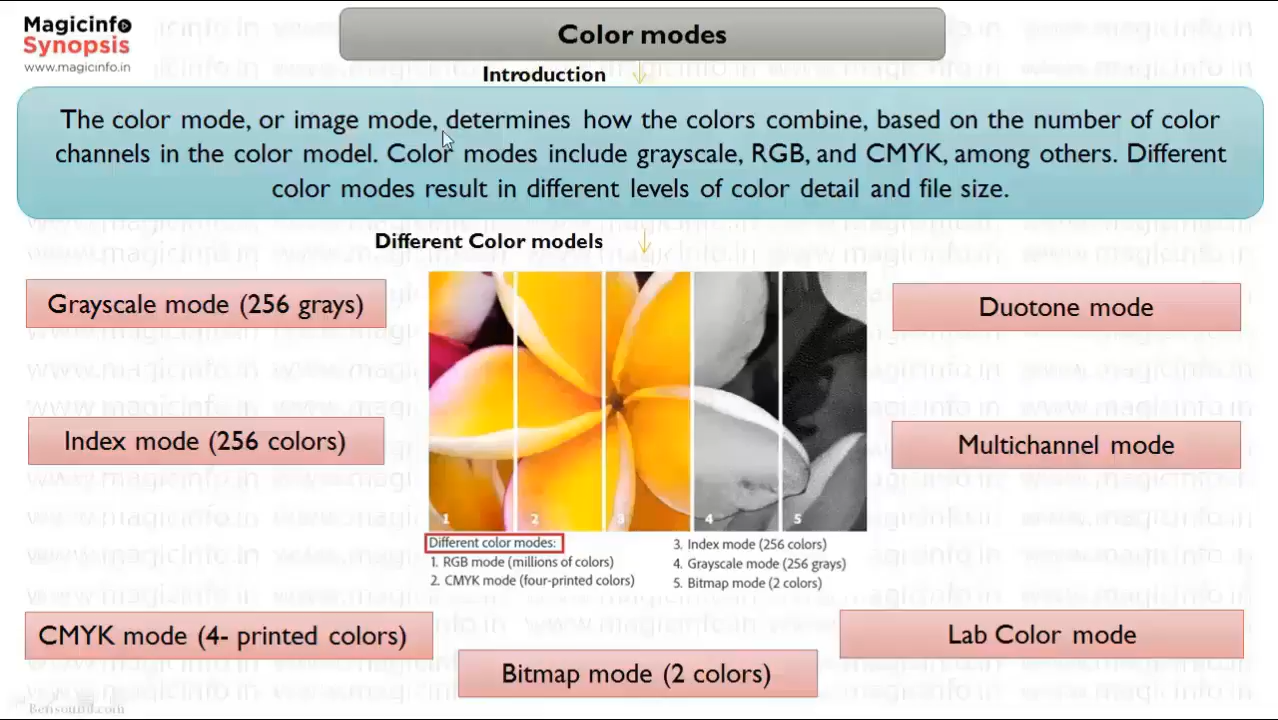 Magicinfo
Synopsis
www.magicinfo.in
Color modes
Introduction
The color mode, or image mode, determines how the colors combine, based on the number of color
channels in the color model. Color modes include grayscale, RGB, and CMYK, among others. Different
color modes result in different levels of color detail and file size.
Different Color models
Grayscale mode (256 grays)
Index mode (256 colors)
CMYK mode (4- printed colors)
1 2 3 4 5
Different color modes:
1. RGB mode (millions of colors)
2. CMYK mode (four-printed colors)
3. Index mode (256 colors)
4. Grayscale mode (256 grays)
5. Bitmap mode (2 colors)
Bitmap mode (2 colors)
Duotone mode
Multichannel mode
Lab Color mode
Bensound.com